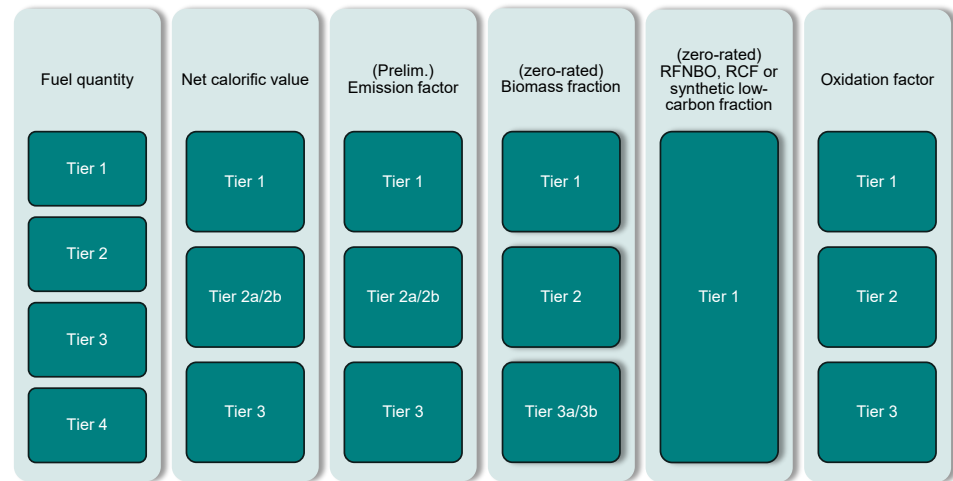 Fuel quantity
Tier 1
Tier 2
Tier 3
Tier 4
Net calorific value
Tier 1
Tier 2a/2b
Tier 3
(Prelim.)
Emission factor
Tier 1
Tier 2a/2b
Tier 3
(zero-rated)
Biomass fraction
Tier 1
Tier 2
Tier 3a/3b
(zero-rated)
RFNBO, RCF or
synthetic low-
carbon fraction
Tier 1
Oxidation factor
Tier 1
Tier 2
Tier 3